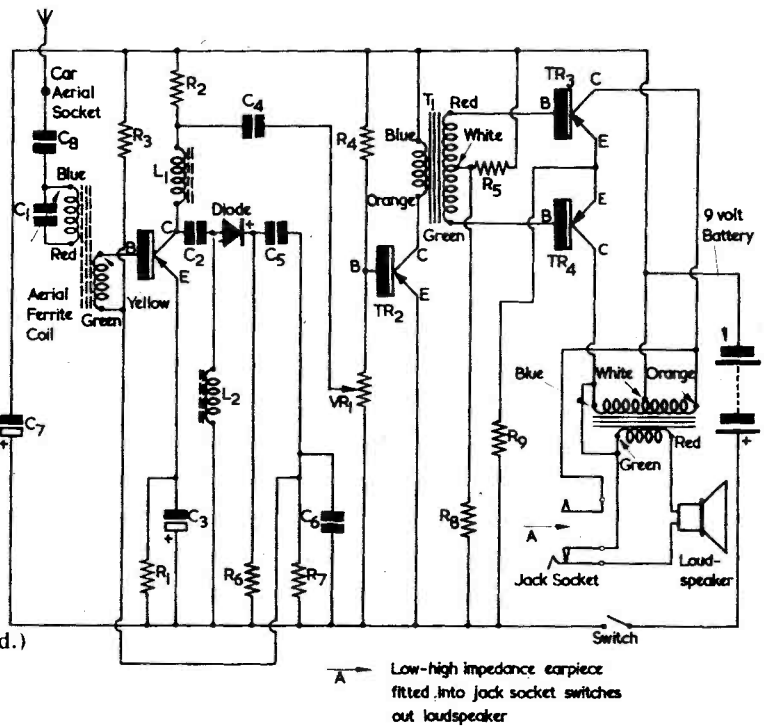 Car
Aerial
Socket
C8
Blue
C1
Red
Aerial
Ferrite
Coil
Green
Yellow
C7
+
R3
B
C
E
R2
L1
C4
C2
Diode
- +
C5
L2
R1
C3
+
R6
R7
C6
R4
VR1
B
C
E
TR2
T1
Blue
Orange
Red
White
Green
R5
TR3
B
C
E
E
B
C
TR4
R8
R9
9 volt
Battery
+
Blue
White
Orange
Green
Red
A
Jack Socket
Loud-
speaker
Switch
d.)
A
Low-high impedance earpiece
fitted into jack socket switches
out loudspeaker